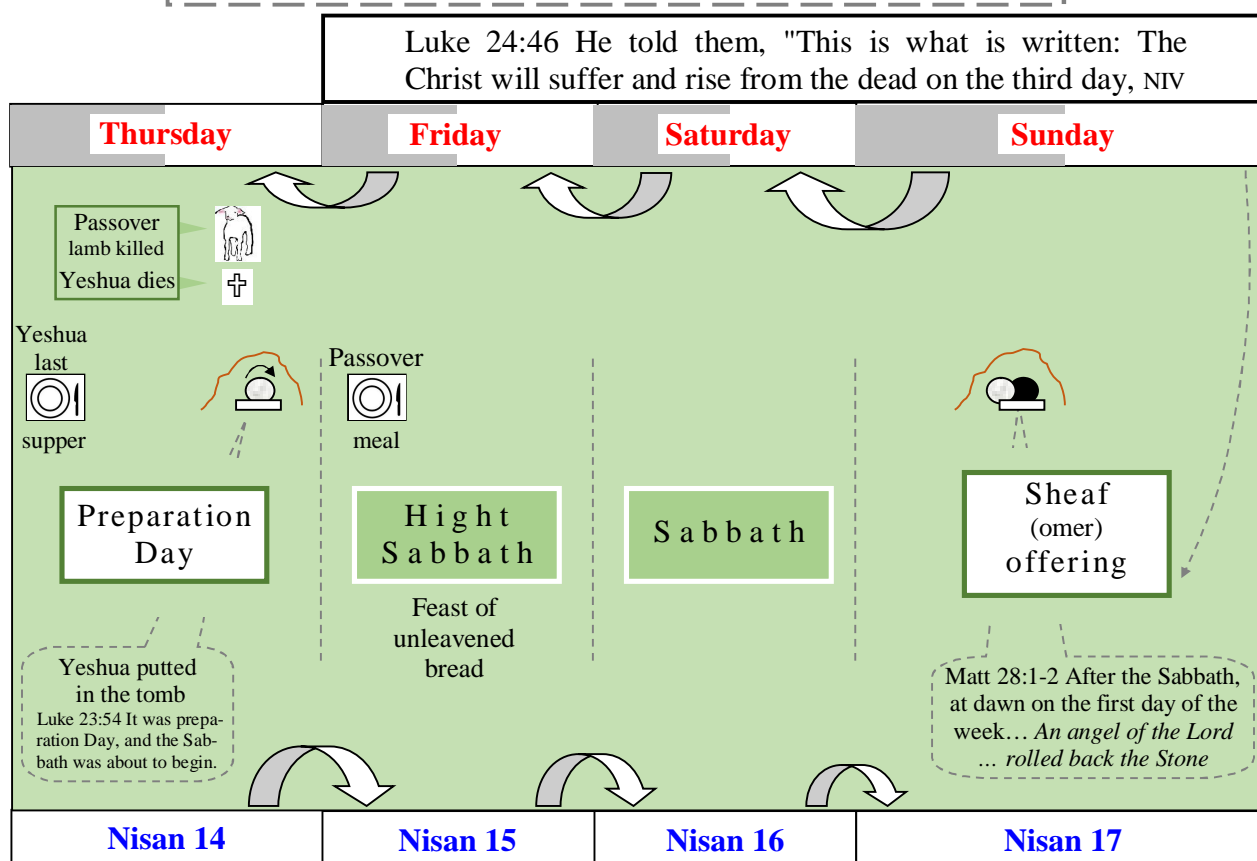 Luke 24:46 He told them, "This is what is written: The
Christ will suffer and rise from the dead on the third day, NIV
Thursday
Friday
Saturday
Sunday
Passover
lamb killed
Yeshua dies
Yeshua
last
supper
Passover
meal
Preparation
Day
Hight
Sabbath
Sabbath
Sheaf
(omer)
offering
Feast of
unleavened
bread
Yeshua putted
in the tomb
Luke 23:54 It was prepa-
ration Day, and the Sab-
bath was about to begin.
Matt 28:1-2 After the Sabbath,
at dawn on the first day of the
week… An angel of the Lord
… rolled back the Stone
Nisan 14
Nisan 15
Nisan 16
Nisan 17